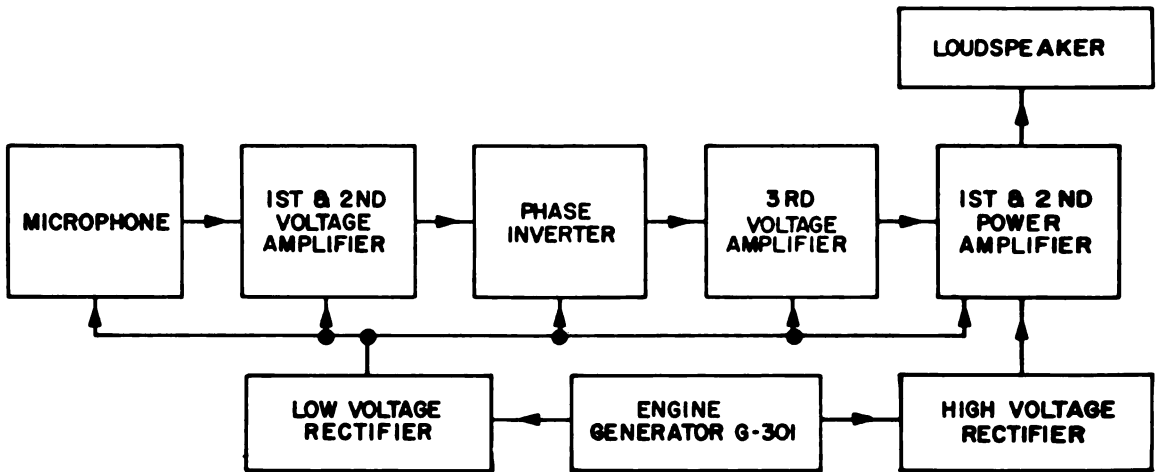 LOUDSPEAKER
MICROPHONE
1ST & 2ND
VOLTAGE
AMPLIFIER
PHASE
INVERTER
3RD
VOLTAGE
AMPLIFIER
1ST & 2ND
POWER
AMPLIFIER
LOW VOLTAGE
RECTIFIER
ENGINE
GENERATOR G-301
HIGH VOLTAGE
RECTIFIER